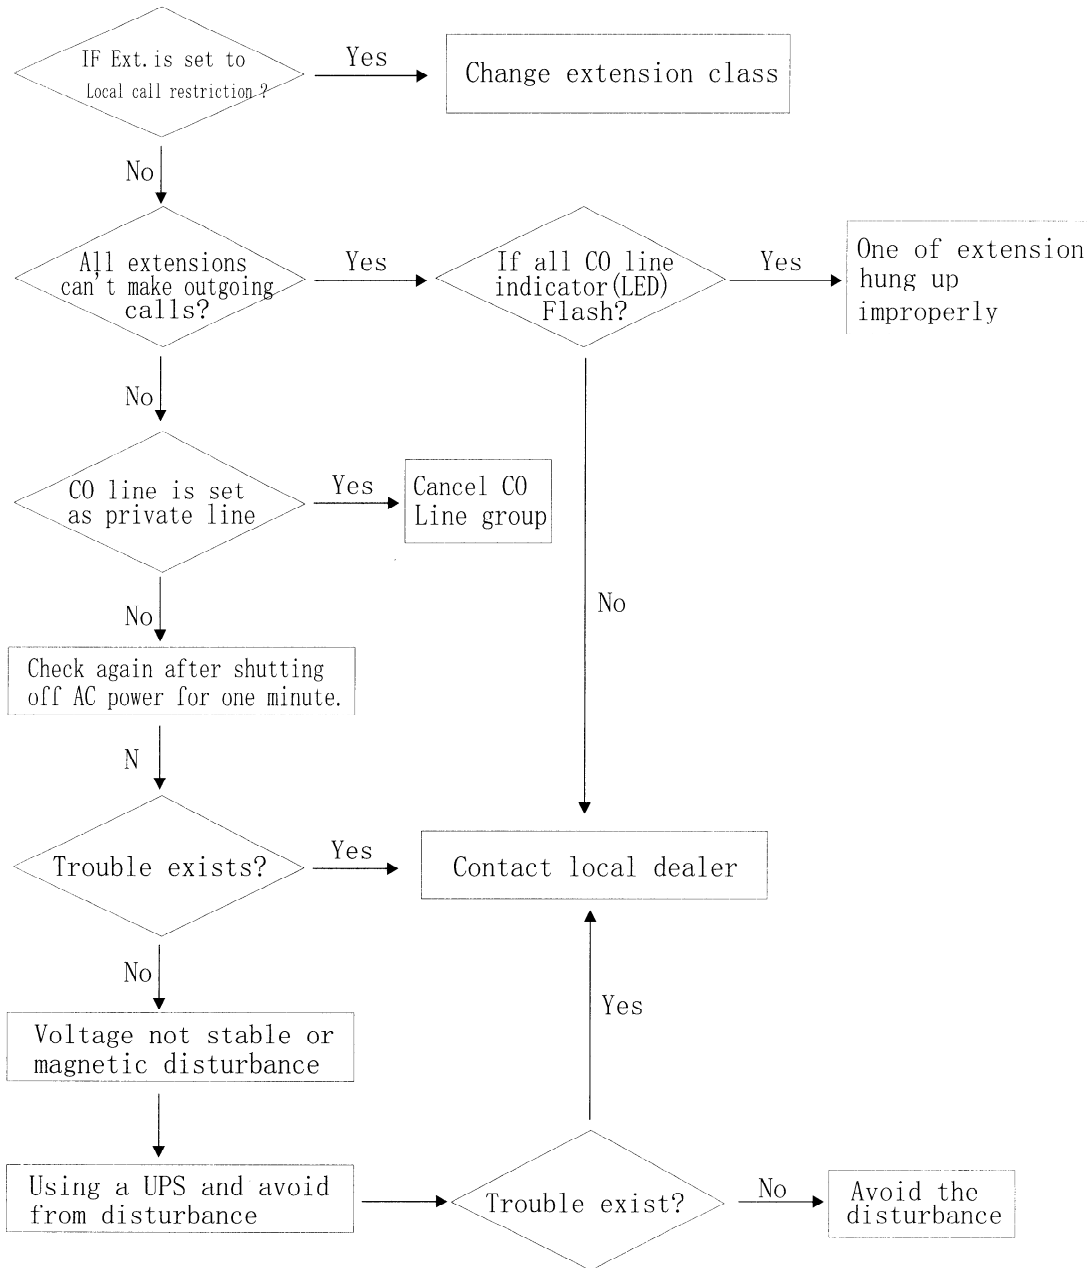 IF Ext.is set to
Local call restriction ?
Yes
Change extension class
No
All extensions
can't make outgoing
calls?
Yes
If all CO line
indicator(LED)
Flash?
Yes
One of extension
hung up
improperly
No
CO line is set
as private line
Yes
Cancel CO
Line group
No
No
Check again after shutting
off AC power for one minute.
N
Trouble exists?
Yes
Contact local dealer
No
Yes
Voltage not stable or
magnetic disturbance
Using a UPS and avoid
from disturbance
Trouble exist?
No
Avoid the
disturbance